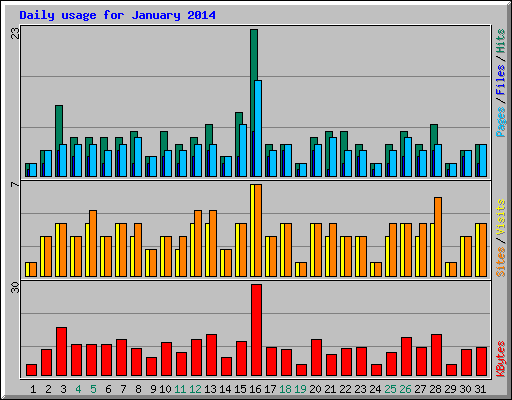 Daily usage for January 2014
23
Pages / Files / Hits
7
Sites / Visits
30
KBytes
1 2 3 4 5 6 7 8 9 10 11 12 13 14 15 16 17 18 19 20 21 22 23 24 25 26 27 28 29 30 31